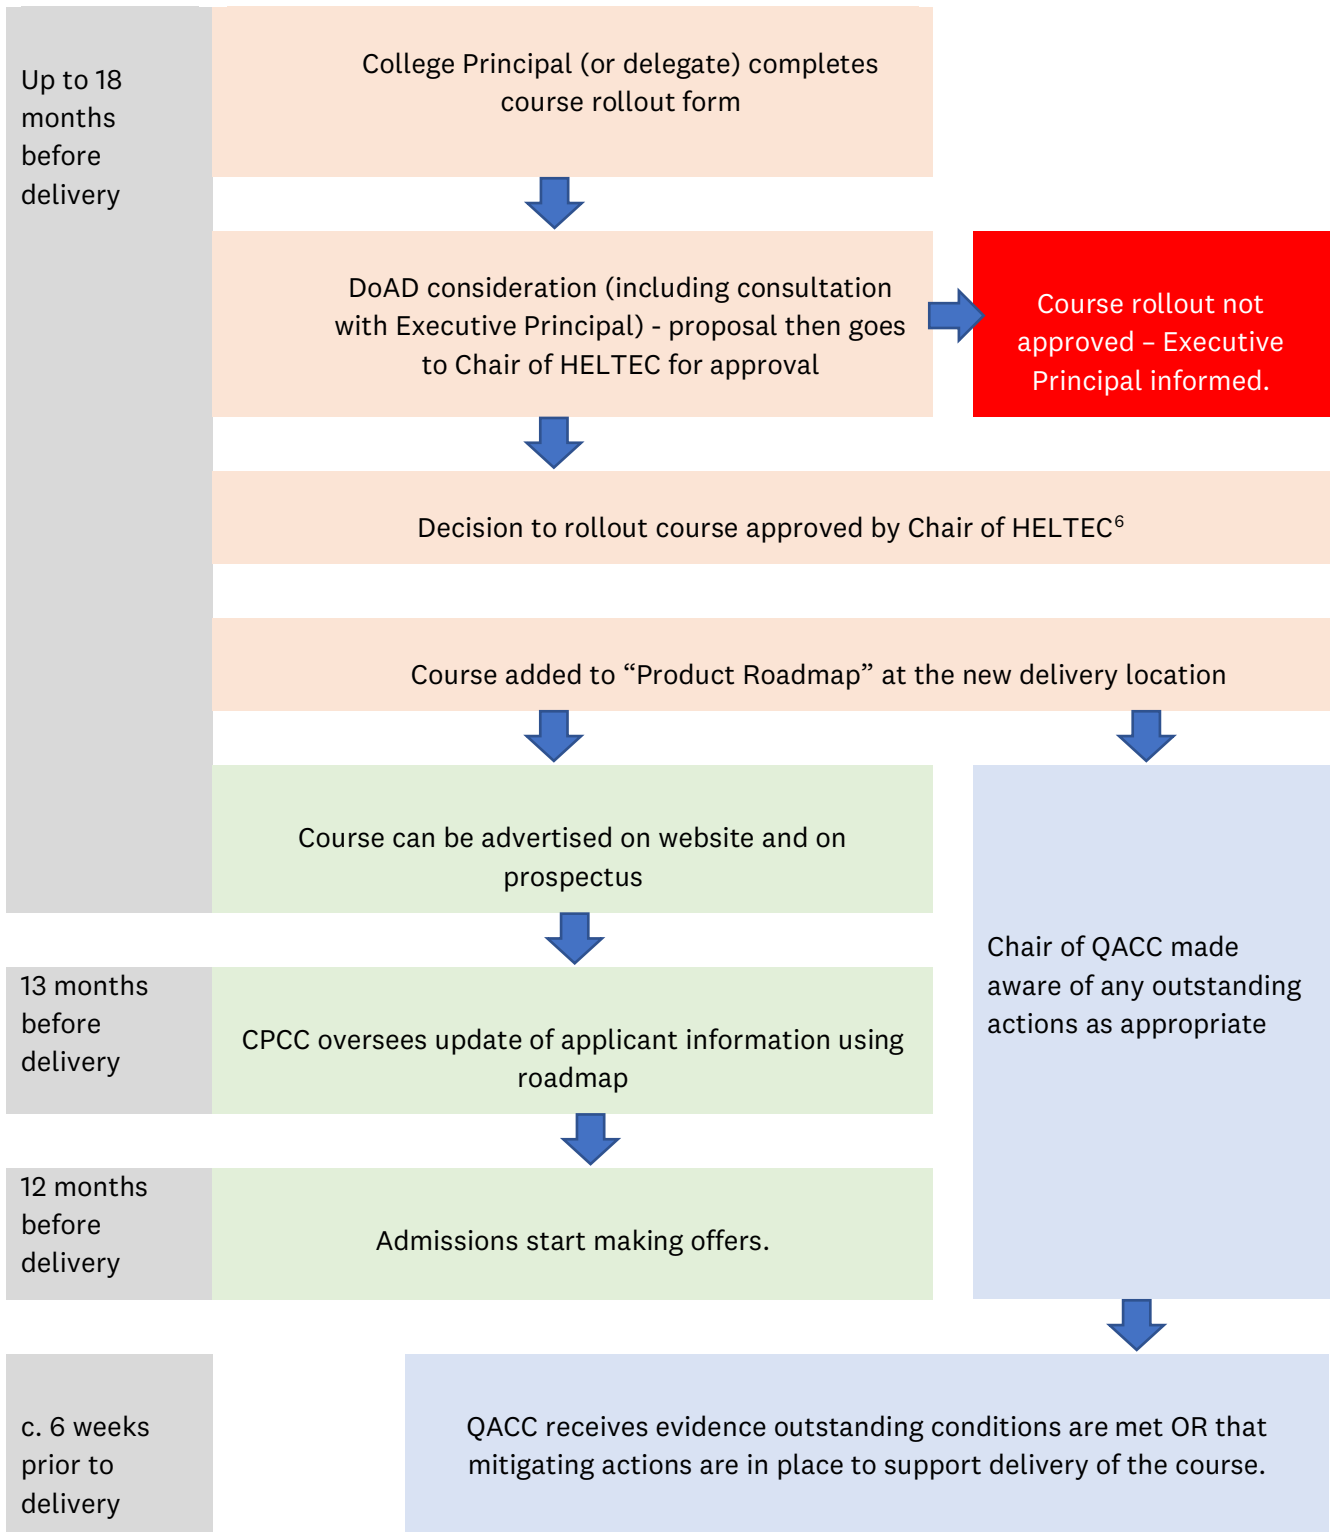 Up to 18
months
before
delivery
College Principal (or delegate) completes
course rollout form
DoAD consideration (including consultation
with Executive Principal) - proposal then goes
to Chair of HELTEC for approval
Course rollout not
approved – Executive
Principal informed.
Decision to rollout course approved by Chair of HELTEC⁶
Course added to “Product Roadmap” at the new delivery location
Course can be advertised on website and on
prospectus
Chair of QACC made
aware of any outstanding
actions as appropriate
13 months
before
delivery
CPCC oversees update of applicant information using
roadmap
12 months
before
delivery
Admissions start making offers.
c. 6 weeks
prior to
delivery
QACC receives evidence outstanding conditions are met OR that
mitigating actions are in place to support delivery of the course.